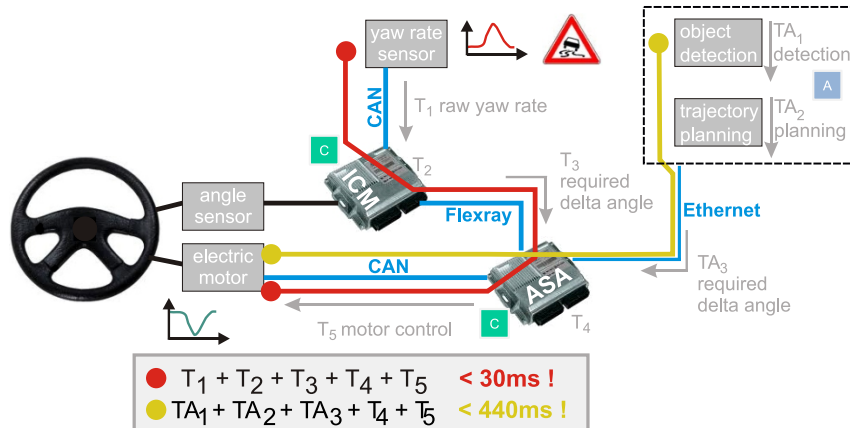 yaw rate
sensor
object
detection
TA1
detection
A
trajectory
planning
TA2
planning
CAN
T1 raw yaw rate
C
T2
ICM
T3
required
delta angle
angle
sensor
Flexray
Ethernet
electric
motor
CAN
ASA
TA3
required
delta angle
T5 motor control
C
T4
T1 + T2 + T3 + T4 + T5 < 30ms !
TA1 + TA2 + TA3 + T4 + T5 < 440ms !